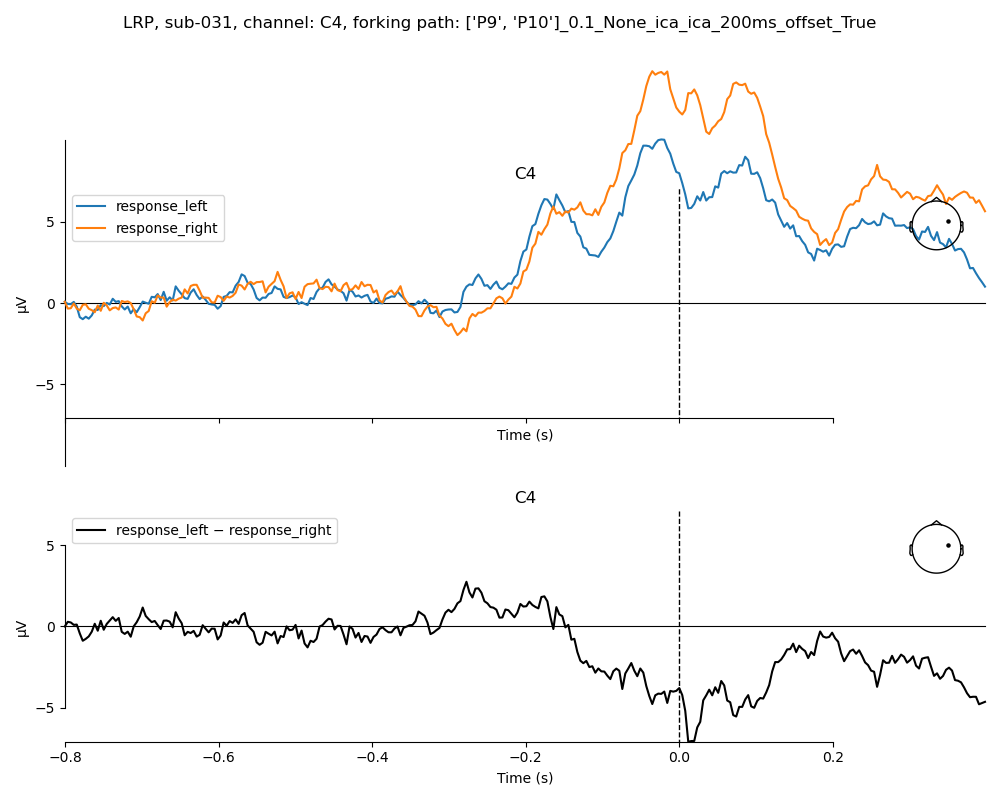 LRP, sub-031, channel: C4, forking path: ['P9', 'P10']_0.1_None_ica_ica_200ms_offset_True
C4
response_left
response_right
5
0
−5
µV
Time (s)
C4
response_left − response_right
5
0
−5
µV
−0.8
−0.6
−0.4
−0.2
0.0
0.2
Time (s)